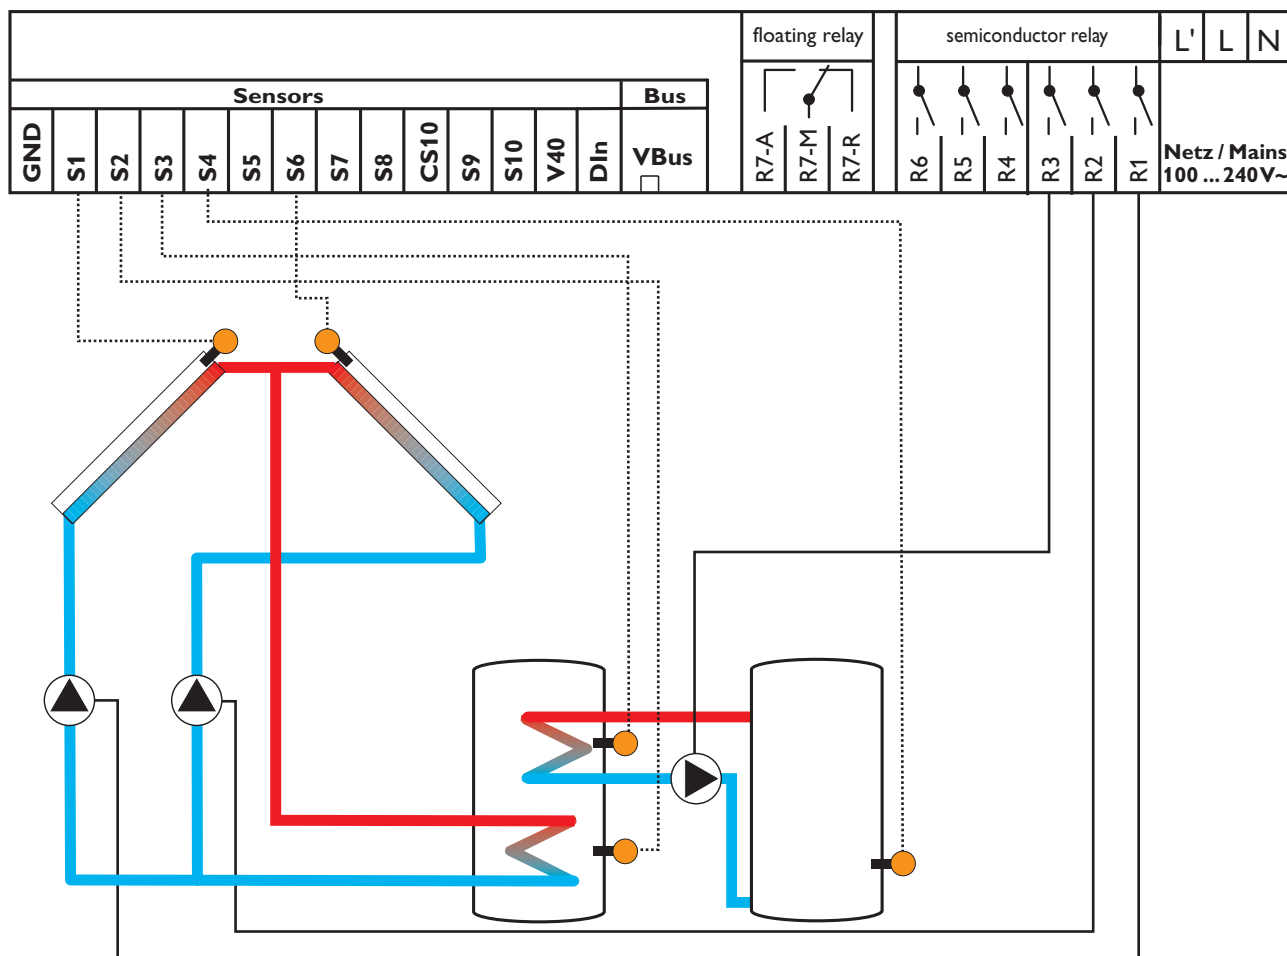 floating relay
semiconductor relay
L' L N
Sensors
Bus
GND
S1
S2
S3
S4
S5
S6
S7
S8
CS10
S9
S10
V40
DIn
VBus
R7-A
R7-M
R7-R
R6
R5
R4
R3
R2
R1
Netz / Mains
100 ... 240 V~